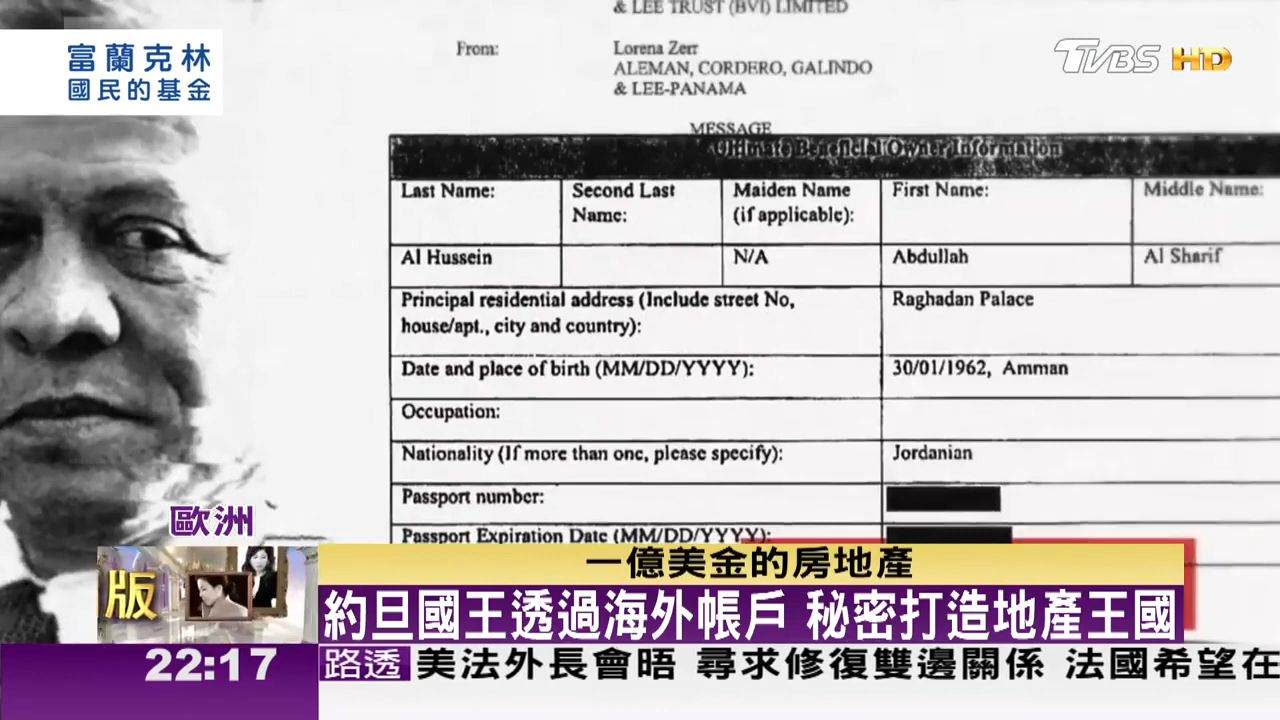 & LEE TRUST (BVI) LIMITED
富蘭克林
國民的基金
From:
Lorena Zerr
ALEMAN, CORDERO, GALINDO
& LEE-PANAMA
TVBS HD
MESSAGE
Ultimate Beneficial Owner Information
Last Name:
Second Last
Name:
Maiden Name
(if applicable):
First Name:
Middle Name:
Al Hussein
N/A
Abdullah
Al Sharif
Principal residential address (Include street No,
house/apt., city and country):
Raghadan Palace
Date and place of birth (MM/DD/YYYY):
30/01/1962, Amman
Occupation:
Nationality (If more than one, please specify):
Jordanian
Passport number:
Passport Expiration Date (MM/DD/YYYY):
歐洲
版
一億美金的房地產
約旦國王透過海外帳戶 秘密打造地產王國
22:17
路透 美法外長會晤 尋求修復雙邊關係 法國希望在